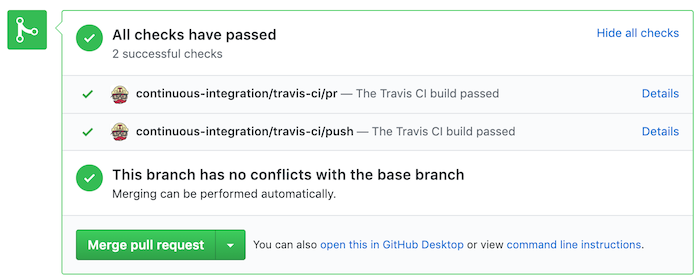 All checks have passed
Hide all checks
2 successful checks
continuous-integration/travis-ci/pr — The Travis CI build passed
Details
continuous-integration/travis-ci/push — The Travis CI build passed
Details
This branch has no conflicts with the base branch
Merging can be performed automatically.
Merge pull request
You can also open this in GitHub Desktop or view command line instructions.